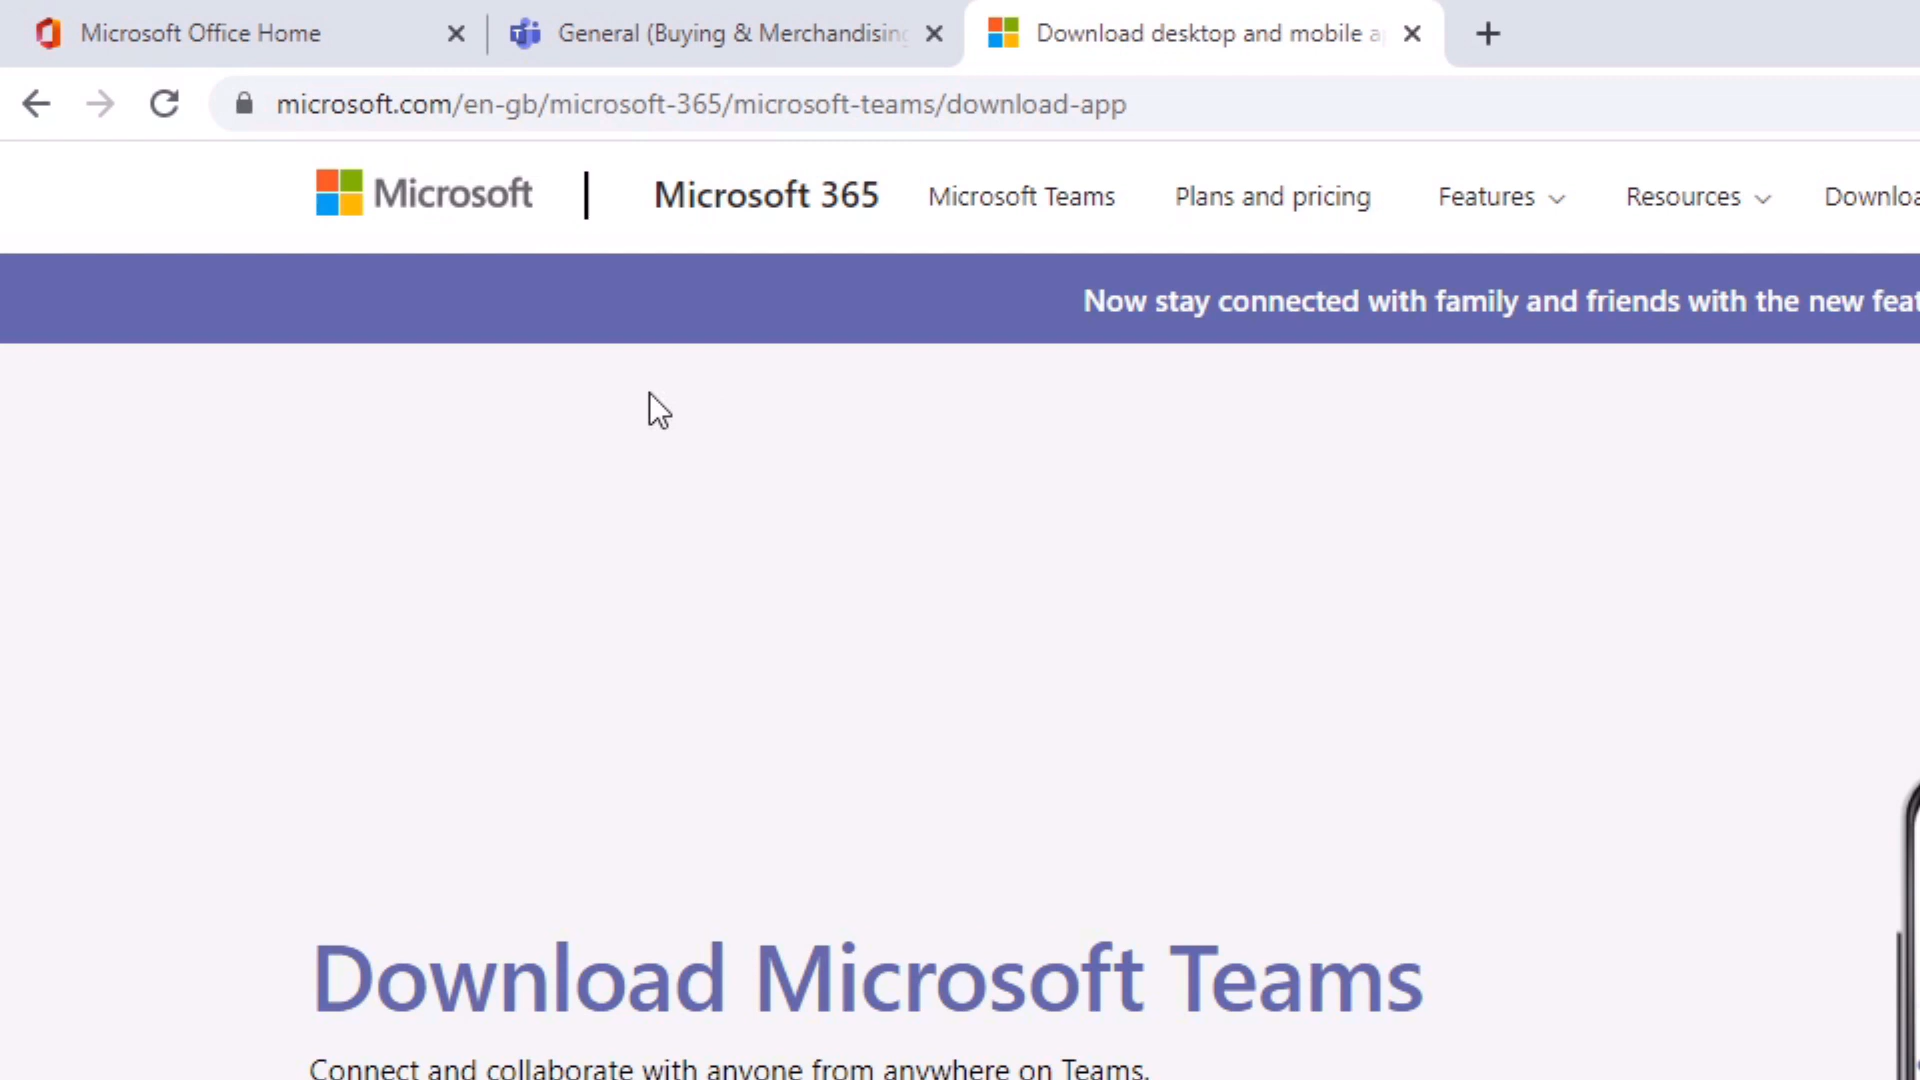 Microsoft Office Home
General (Buying & Merchandising
Download desktop and mobile a
microsoft.com/en-gb/microsoft-365/microsoft-teams/download-app
Microsoft
Microsoft 365
Microsoft Teams
Plans and pricing
Features
Resources
Downloa
Now stay connected with family and friends with the new feat
Download Microsoft Teams
Connect and collaborate with anyone from anywhere on Teams.